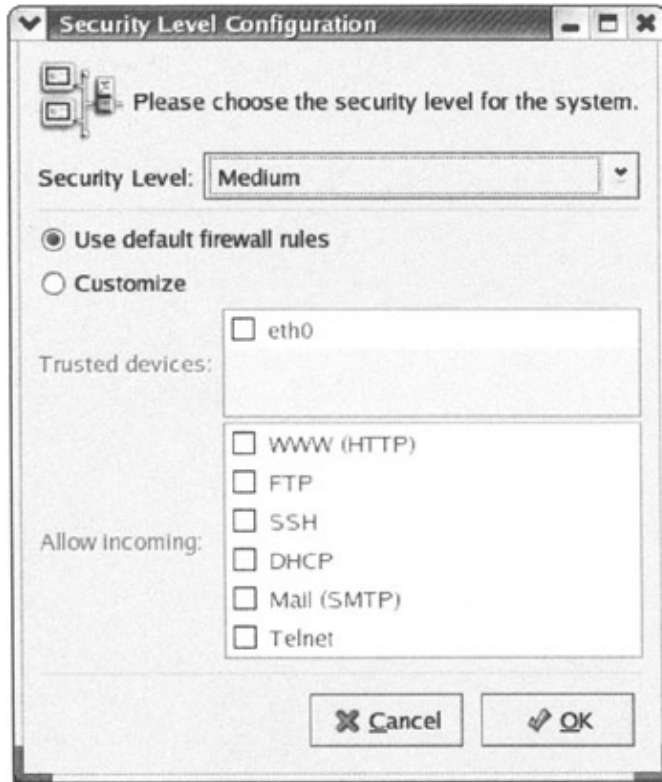 Security Level Configuration
Please choose the security level for the system.
Security Level: Medium
Use default firewall rules
Customize
Trusted devices:
eth0
Allow incoming:
WWW (HTTP)
FTP
SSH
DHCP
Mail (SMTP)
Telnet
Cancel
OK